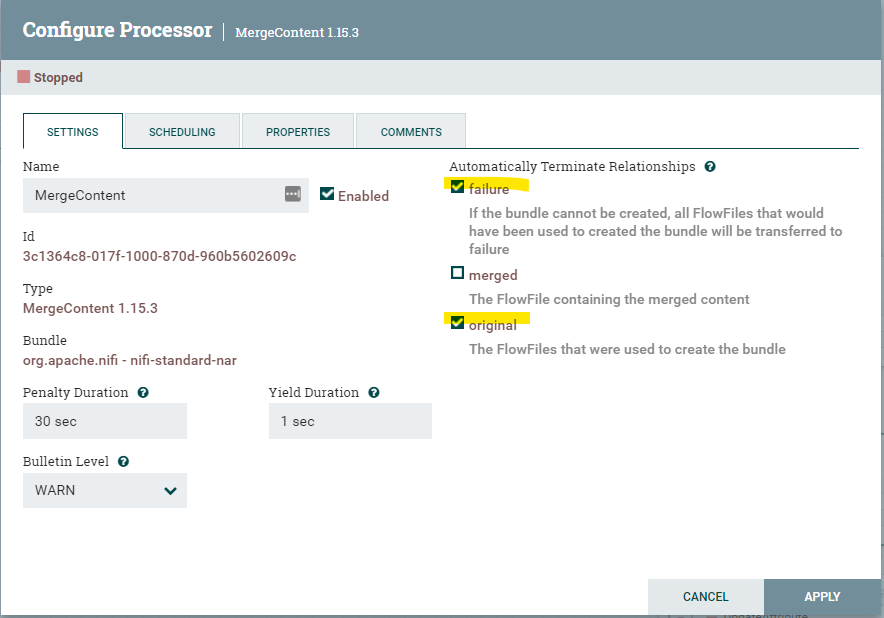 Configure Processor | MergeContent 1.15.3
Stopped
SETTINGS SCHEDULING PROPERTIES COMMENTS
Name
MergeContent
Enabled
Id
3c1364c8-017f-1000-870d-960b5602609c
Type
MergeContent 1.15.3
Bundle
org.apache.nifi - nifi-standard-nar
Penalty Duration
30 sec
Yield Duration
1 sec
Bulletin Level
WARN
Automatically Terminate Relationships
failure
If the bundle cannot be created, all FlowFiles that would
have been used to created the bundle will be transferred to
failure
merged
The FlowFile containing the merged content
original
The FlowFiles that were used to create the bundle
CANCEL APPLY